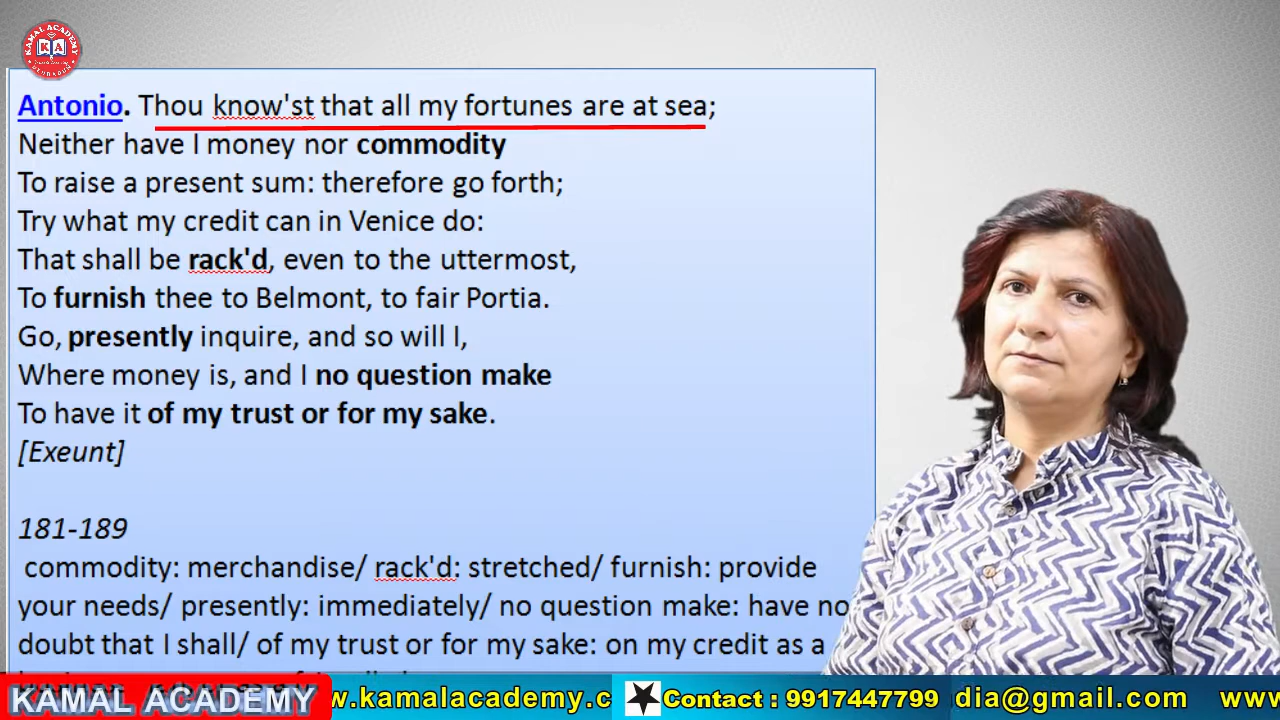 KAMAL ACADEMY
KA
DEHRADUN
Antonio. Thou know'st that all my fortunes are at sea;
Neither have I money nor commodity
To raise a present sum: therefore go forth;
Try what my credit can in Venice do:
That shall be rack'd, even to the uttermost,
To furnish thee to Belmont, to fair Portia.
Go, presently inquire, and so will I,
Where money is, and I no question make
To have it of my trust or for my sake.
[Exeunt]
181-189
commodity: merchandise/ rack'd: stretched/ furnish: provide
your needs/ presently: immediately/ no question make: have no
doubt that I shall/ of my trust or for my sake: on my credit as a
KAMAL ACADEMY w.kamalacademy.c Contact : 9917447799 dia@gmail.com www